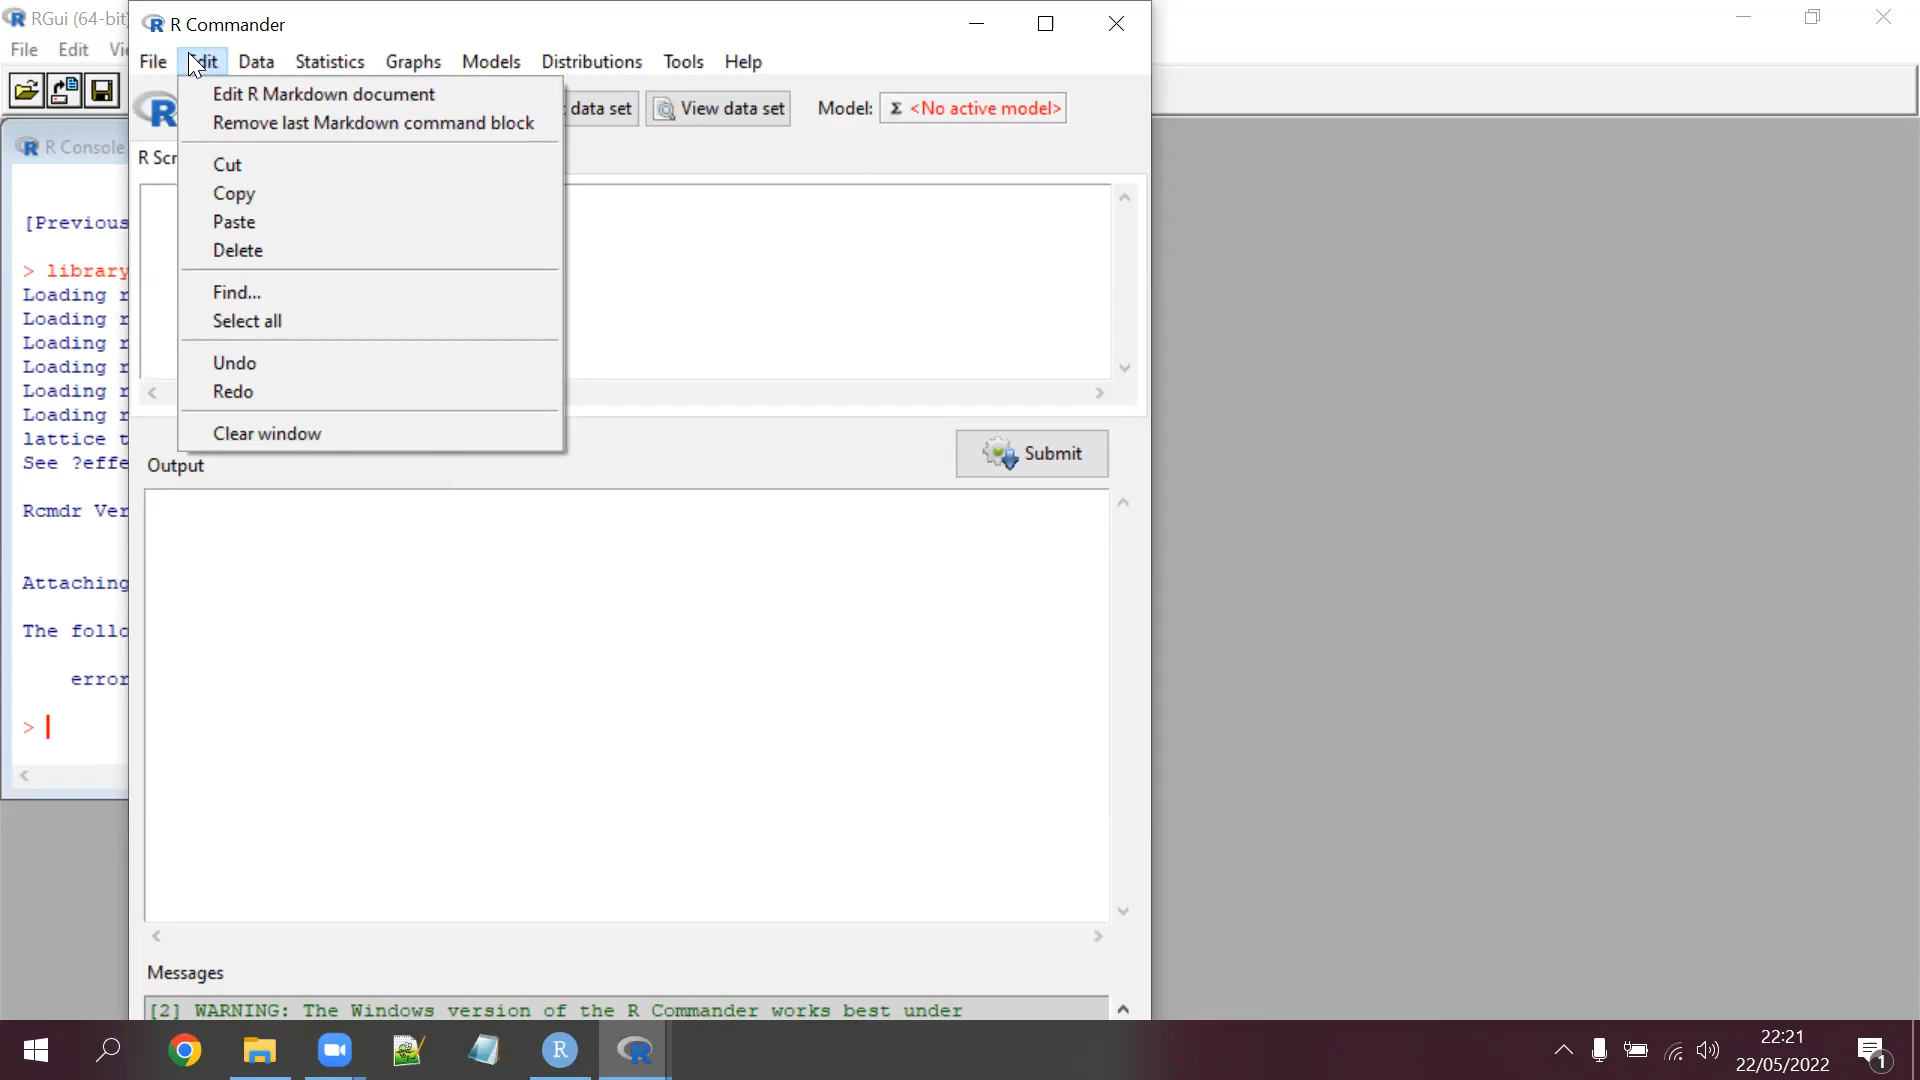 RGui (64-bit)
File Edit Vi
R Console
[Previous
> library
Loading r
Loading r
Loading r
Loading r
Loading r
Loading r
lattice t
See ?effe
Rcmdr Ver
Attaching
The follo
error
>
R Commander
File Edit Data Statistics Graphs Models Distributions Tools Help
data set View data set Model: Σ <No active model>
R Scr
Edit R Markdown document
Remove last Markdown command block
Cut
Copy
Paste
Delete
Find...
Select all
Undo
Redo
Clear window
Submit
Output
Messages
[2] WARNING: The Windows version of the R Commander works best under
22:21
22/05/2022
1